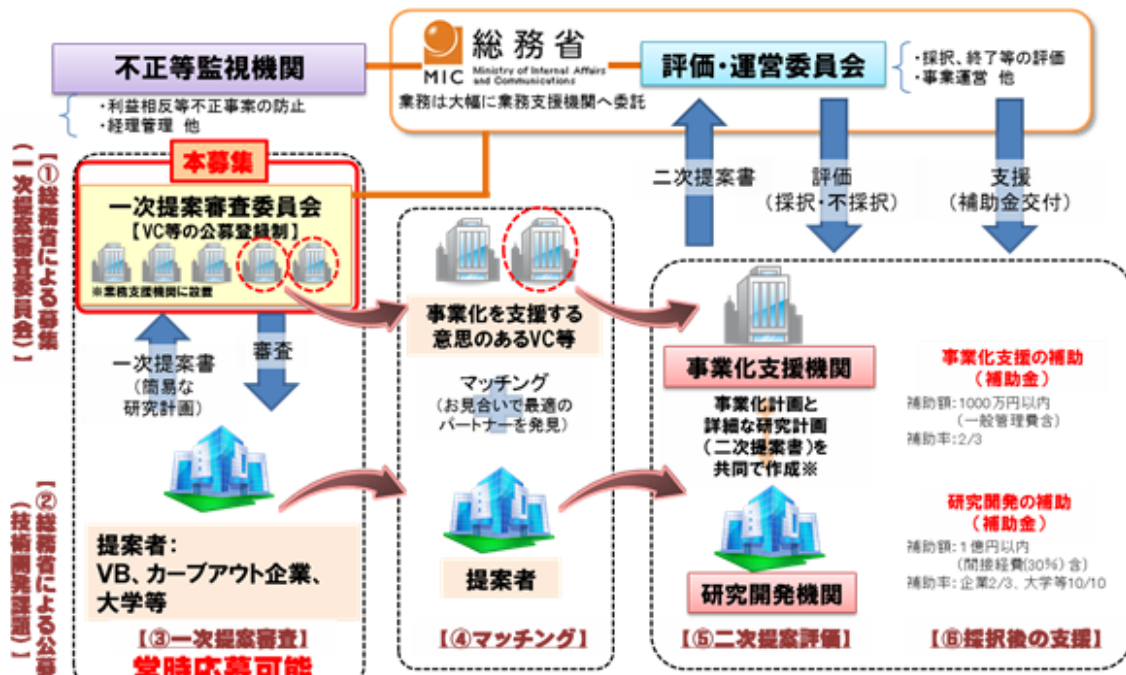 不正等監視機関
・利益相反等不正事案の防止
・経理管理 他
MIC
総務省
Ministry of Internal Affairs
and Communications
業務は大幅に業務支援機関へ委託
評価・運営委員会
・採択、終了等の評価
・事業運営 他
【①総務省による募集
(一次提案審査委員会)】
本募集
一次提案審査委員会
【VC等の公募登録制】
※業務支援機関に設置
一次提案書
(簡易な
研究計画)
審査
二次提案書
評価
(採択・不採択)
支援
(補助金交付)
事業化を支援する
意思のあるVC等
マッチング
(お見合いで最適の
パートナーを発見)
事業化支援機関
事業化計画と
詳細な研究計画
(二次提案書)を
共同で作成※
事業化支援の補助
(補助金)
補助額:1000万円以内
(一般管理費含)
補助率:2/3
【②総務省による公募
(技術開発課題)】
提案者:
VB、カーブアウト企業、
大学等
提案者
研究開発機関
研究開発の補助
(補助金)
補助額:1億円以内
(間接経費(30%)含)
補助率:企業2/3、大学等10/10
【③一次提案審査】
常時応募可能
【④マッチング】
【⑤二次提案評価】
【⑥採択後の支援】